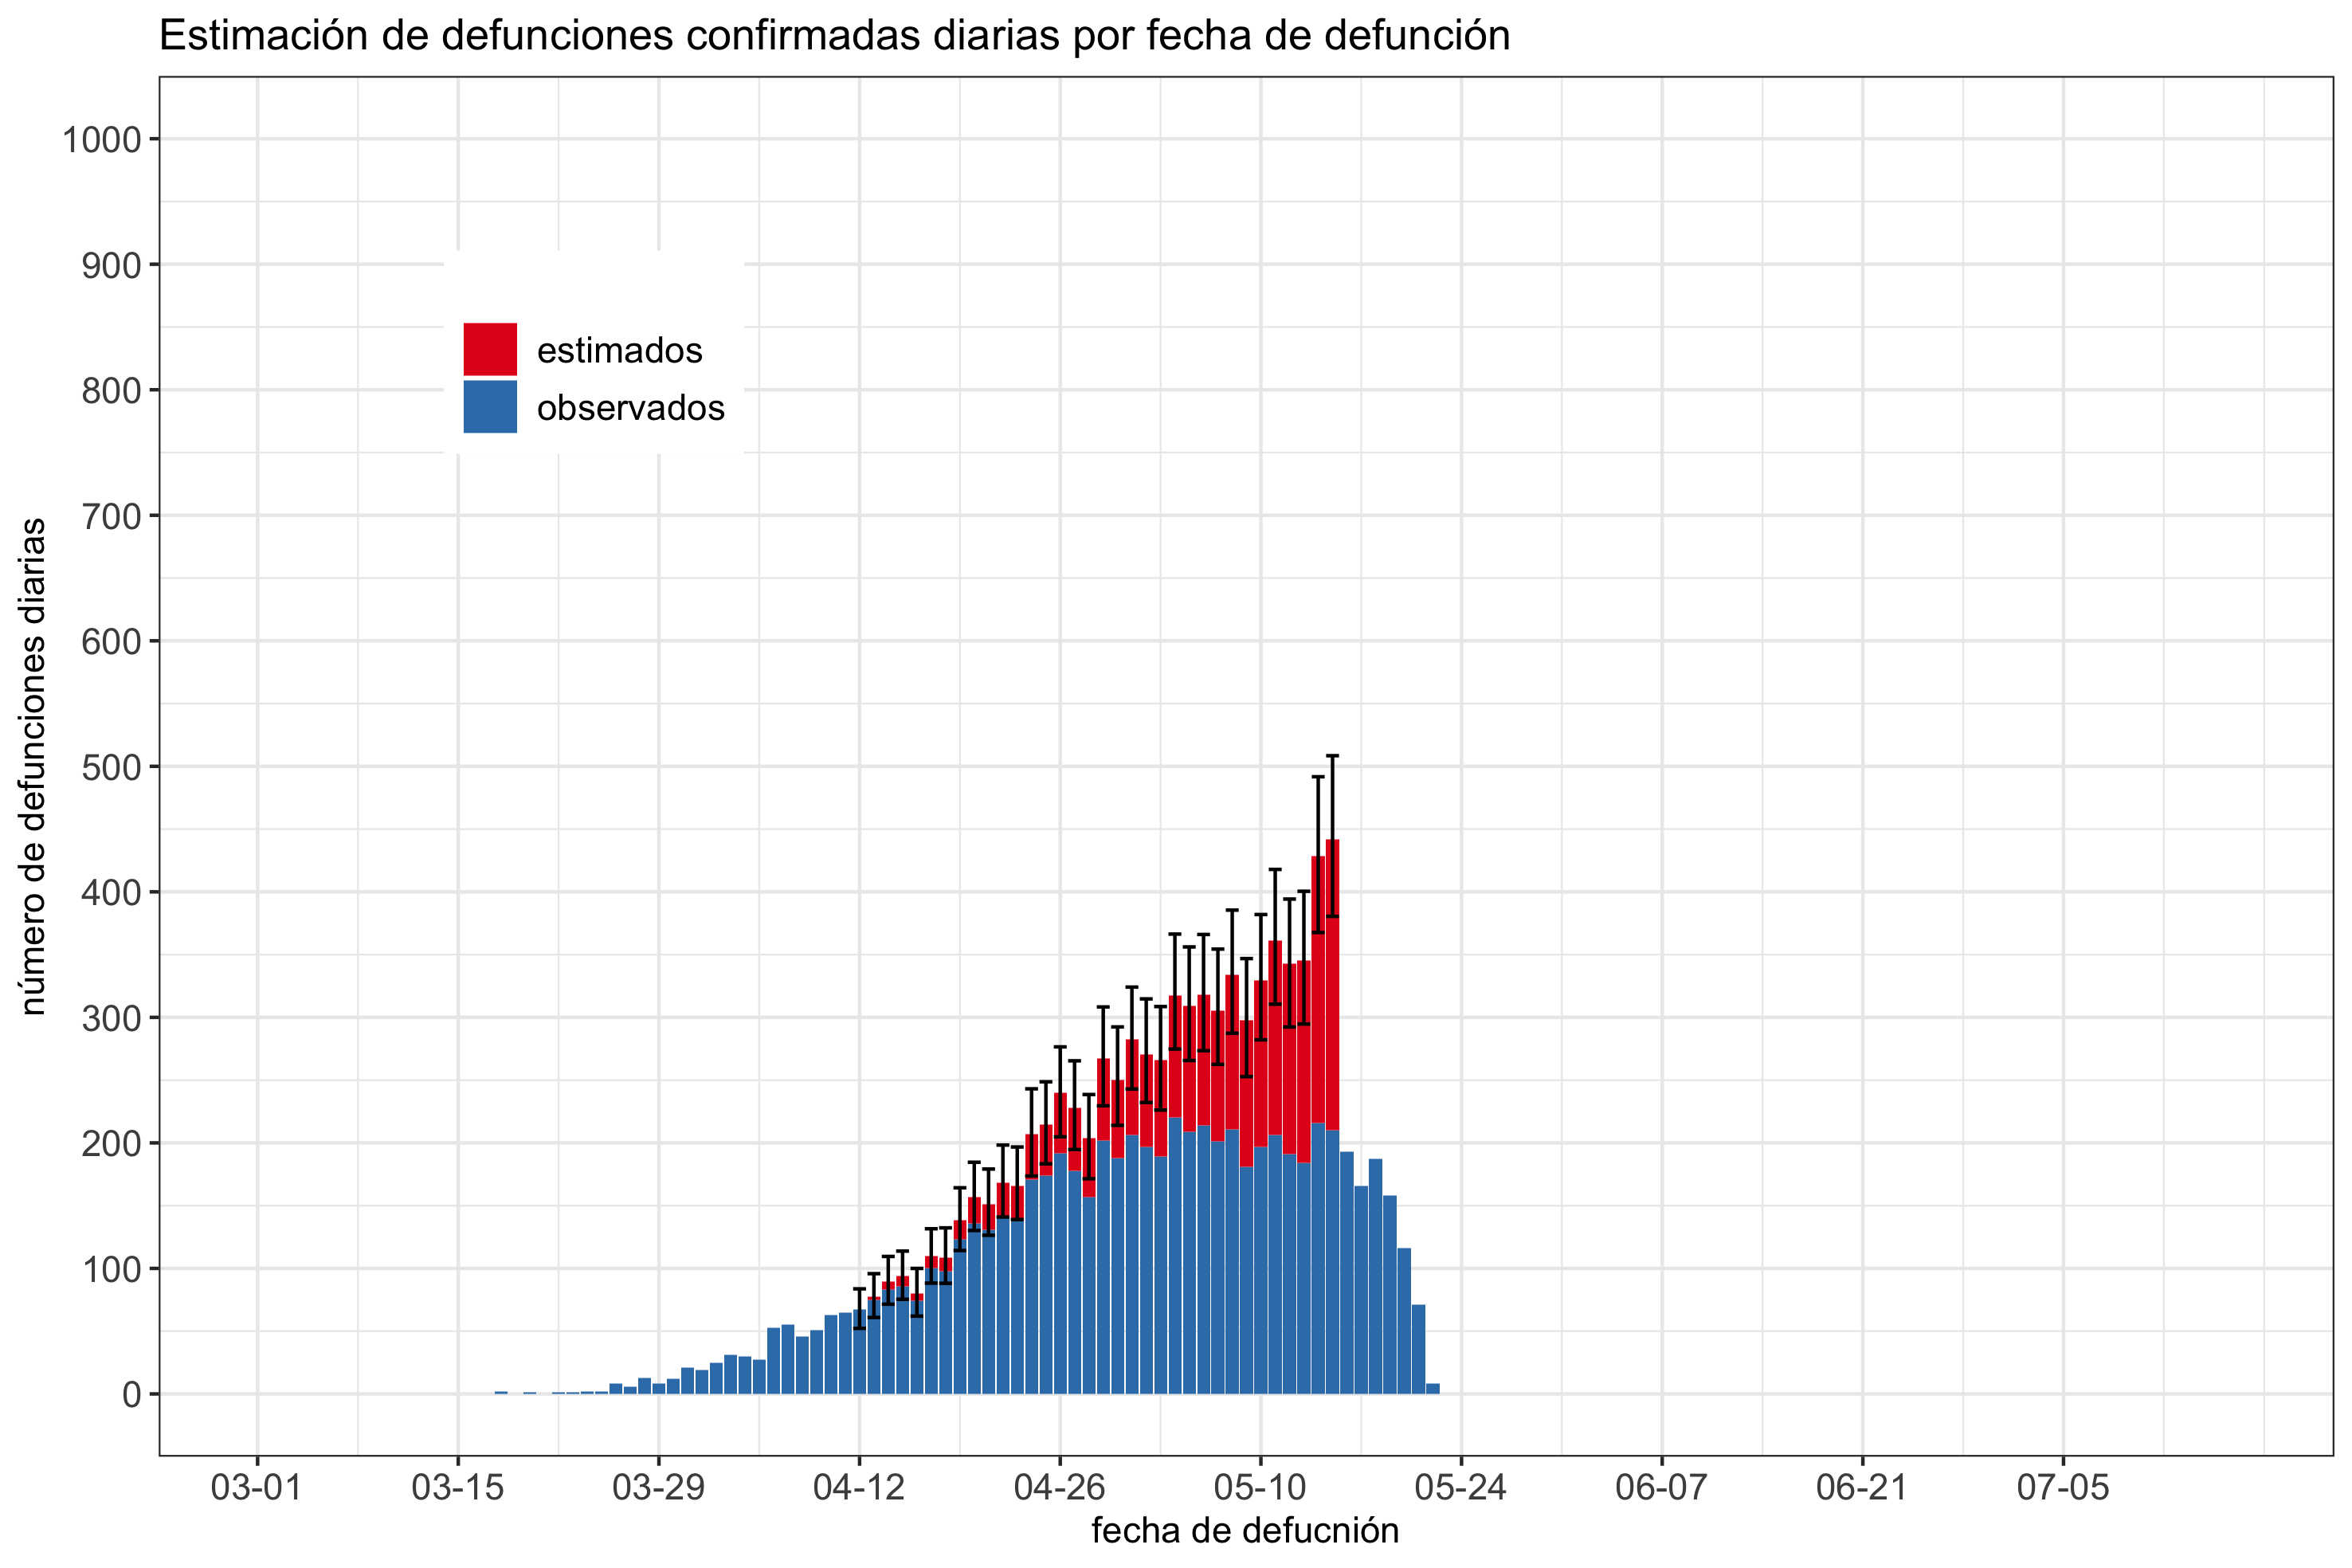 Estimación de defunciones confirmadas diarias por fecha de defunción
número de defunciones diarias
1000
900
800
700
600
500
400
300
200
100
0
estimados
observados
03-01 03-15 03-29 04-12 04-26 05-10 05-24 06-07 06-21 07-05
fecha de defucnión